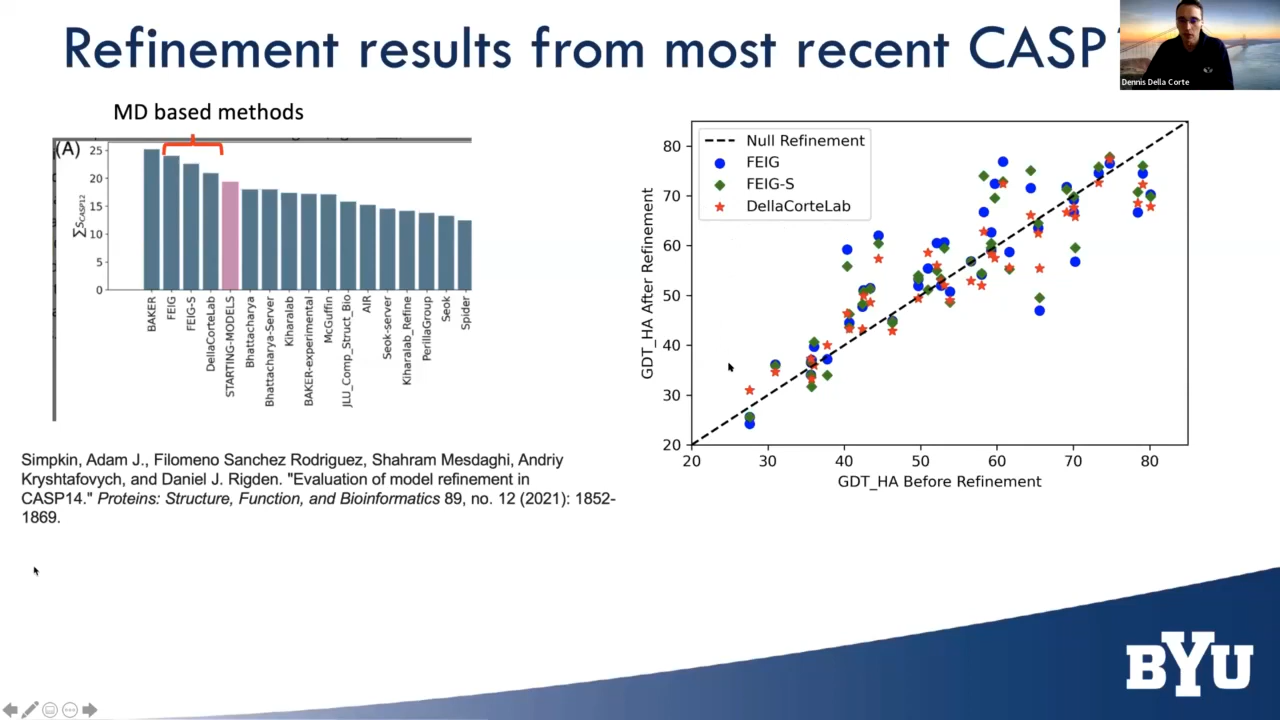 Refinement results from most recent CASP
Dennis Della Corte
MD based methods
(A)
25
20
15
10
5
0
∑SCASP12
BAKER
FEIG
FEIG-S
DellaCorteLab
STARTING-MODELS
Bhattacharya
Bhattacharya-Server
Kiharalab
BAKER-experimental
McGuffin
JLU_Comp_Struct_Bio
AIR
Seok-server
Kiharalab_Refine
PerillaGroup
Seok
Spider
Simpkin, Adam J., Filomeno Sanchez Rodriguez, Shahram Mesdaghi, Andriy
Kryshtafovych, and Daniel J. Rigden. "Evaluation of model refinement in
CASP14." Proteins: Structure, Function, and Bioinformatics 89, no. 12 (2021): 1852-
1869.
Null Refinement
FEIG
FEIG-S
DellaCorteLab
GDT_HA After Refinement
80
70
60
50
40
30
20
20 30 40 50 60 70 80
GDT_HA Before Refinement
BYU